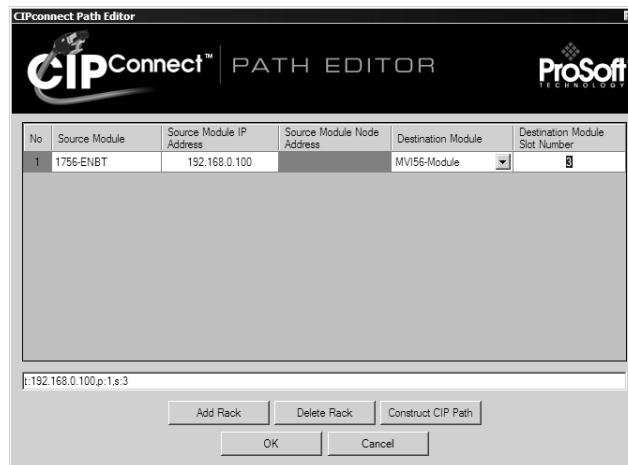 CIPconnect Path Editor
CIPConnect™ PATH EDITOR
ProSoft
TECHNOLOGY
No Source Module Source Module IP Address Source Module Node Address Destination Module Destination Module Slot Number
1 1756-ENBT 192.168.0.100 MVI56-Module 3
t:192.168.0.100,p:1,s:3
Add Rack Delete Rack Construct CIP Path
OK Cancel